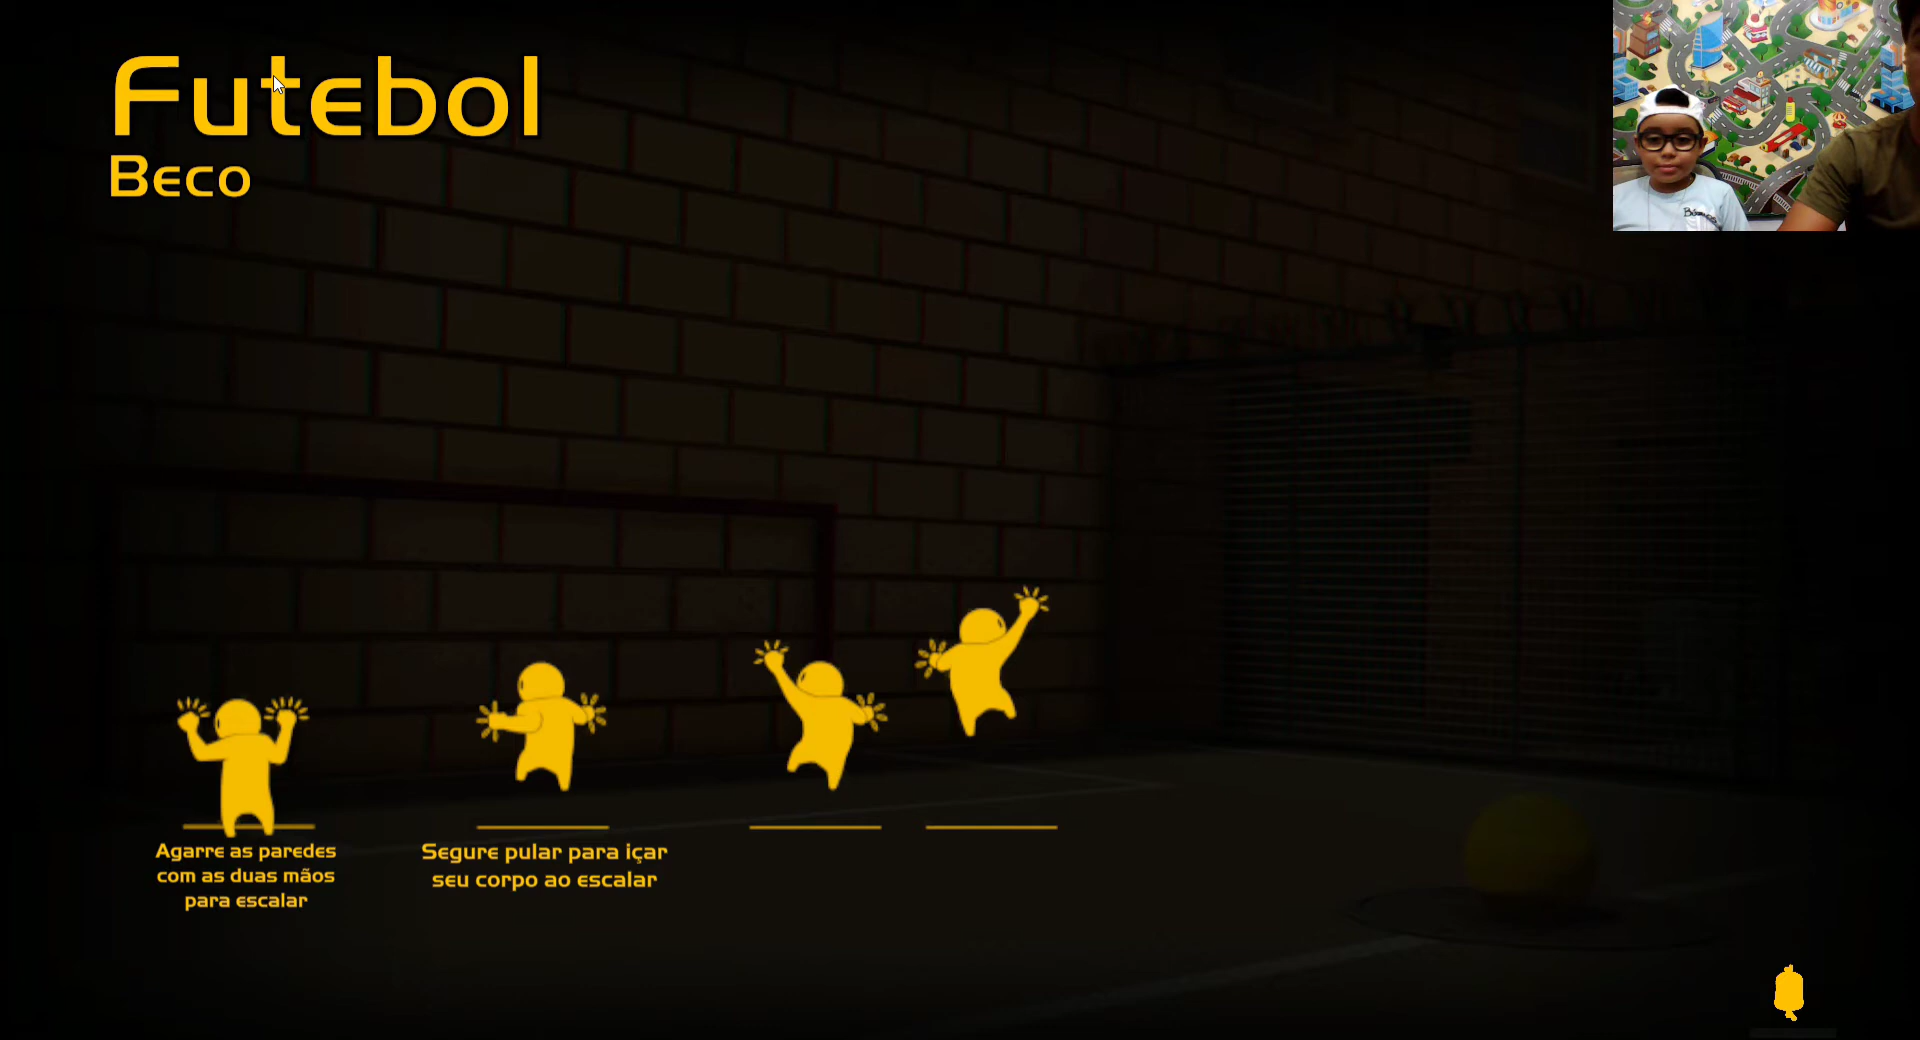 Futebol
Beco
Agarre as paredes
com as duas mãos
para escalar
Segure pular para içar
seu corpo ao escalar